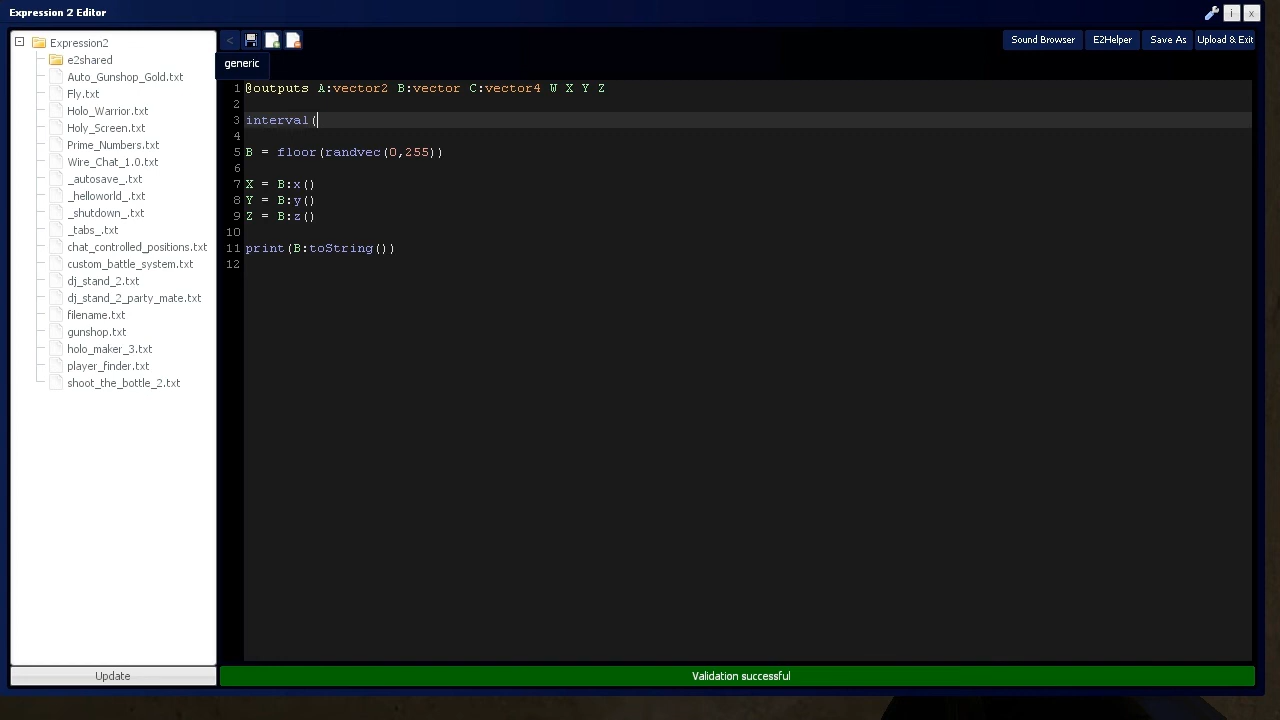 Expression 2 Editor
i
x
Expression2
e2shared
Auto_Gunshop_Gold.txt
Fly.txt
Holo_Warrior.txt
Holy_Screen.txt
Prime_Numbers.txt
Wire_Chat_1.0.txt
_autosave_.txt
_helloworld_.txt
_shutdown_.txt
_tabs_.txt
chat_controlled_positions.txt
custom_battle_system.txt
dj_stand_2.txt
dj_stand_2_party_mate.txt
filename.txt
gunshop.txt
holo_maker_3.txt
player_finder.txt
shoot_the_bottle_2.txt
Update
<
Sound Browser
E2Helper
Save As
Upload & Exit
generic
1 @outputs A:vector2 B:vector C:vector4 W X Y Z
2
3 interval(
4
5 B = floor(randvec(0,255))
6
7 X = B:x()
8 Y = B:y()
9 Z = B:z()
10
11 print(B:toString())
12
Validation successful